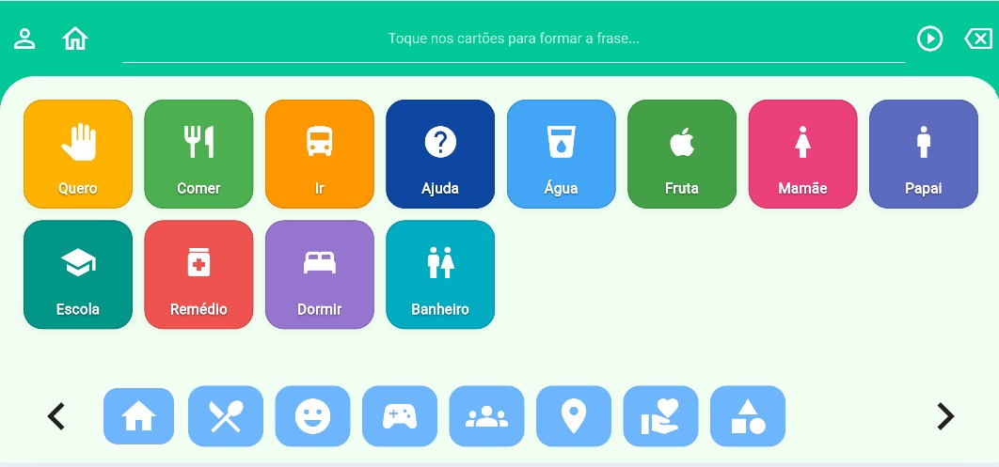 Toque nos cartões para formar a frase...
Quero
Comer
Ir
Ajuda
Água
Fruta
Mamãe
Papai
Escola
Remédio
Dormir
Banheiro